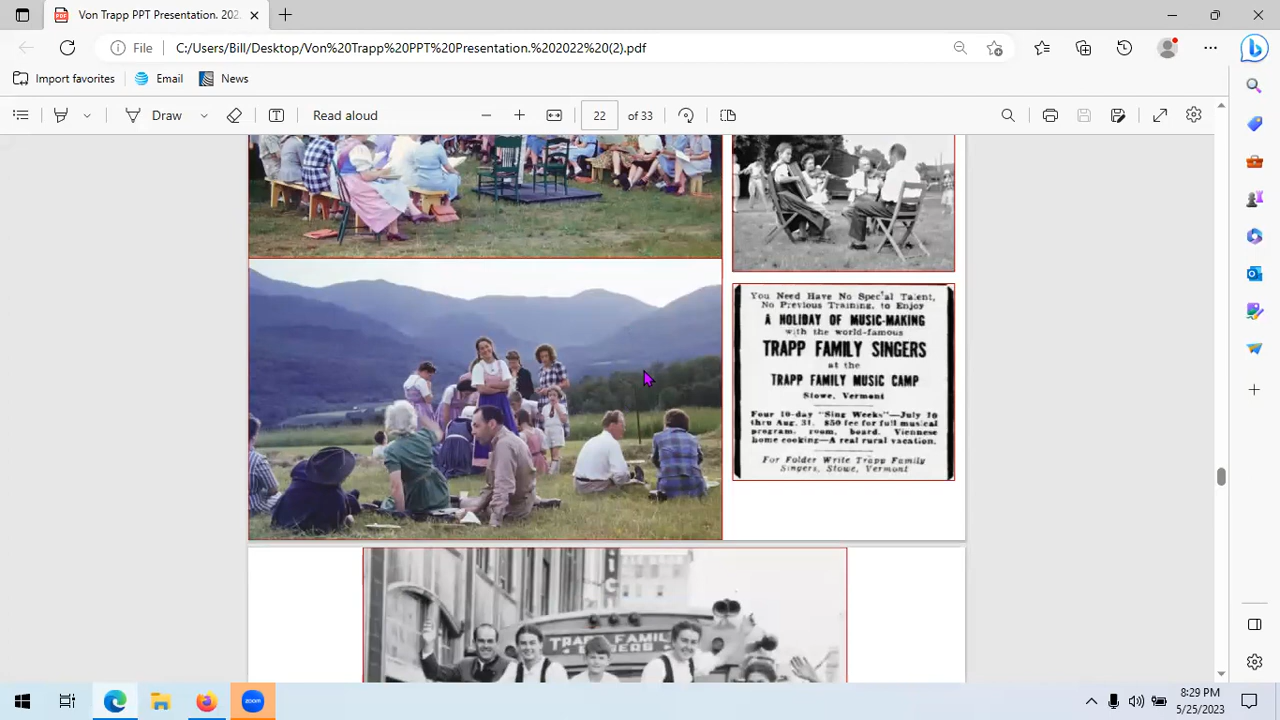 Von Trapp PPT Presentation. 202
File
C:/Users/Bill/Desktop/Von%20Trapp%20PPT%20Presentation.%202022%20(2).pdf
Import favorites
Email
News
Draw
Read aloud
22
of 33
You Need Have No Special Talent,
No Previous Training, to Enjoy
A HOLIDAY OF MUSIC-MAKING
with the world-famous
TRAPP FAMILY SINGERS
at the
TRAPP FAMILY MUSIC CAMP
Stowe, Vermont
Four 10-day "Sing Weeks"—July 10
thru Aug. 31. $50 fee for full musical
program, room, board. Viennese
home cooking—A real rural vacation.
For Folder Write Trapp Family
Singers, Stowe, Vermont
TRAPP FAMILY
zoom
8:29 PM
5/25/2023